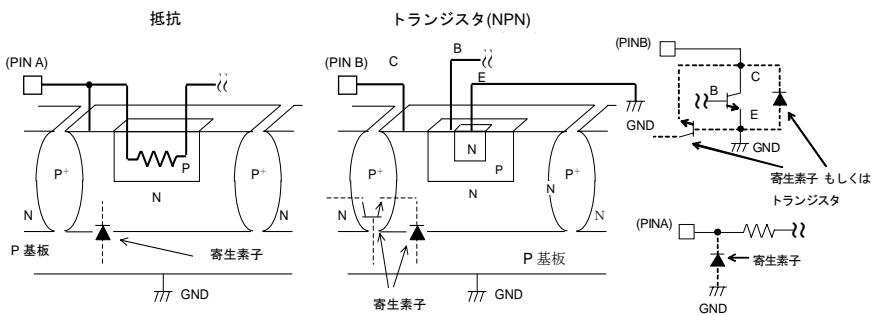 抵抗
トランジスタ(NPN)
(PIN A)
P
P+
P+
N
N
N
P 基板
寄生素子
GND
(PIN B)
C
B
E
GND
N
P
P+
P+
N
N
N
N
P 基板
寄生素子
GND
(PINB)
C
B
E
GND
寄生素子 もしくは
トランジスタ
(PINA)
寄生素子
GND